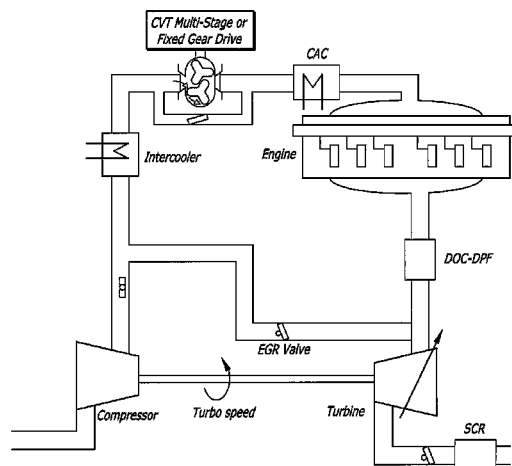 CVT Multi-Stage or
Fixed Gear Drive
CAC
Intercooler
Engine
DOC-DPF
EGR Valve
Compressor
Turbo speed
Turbine
SCR